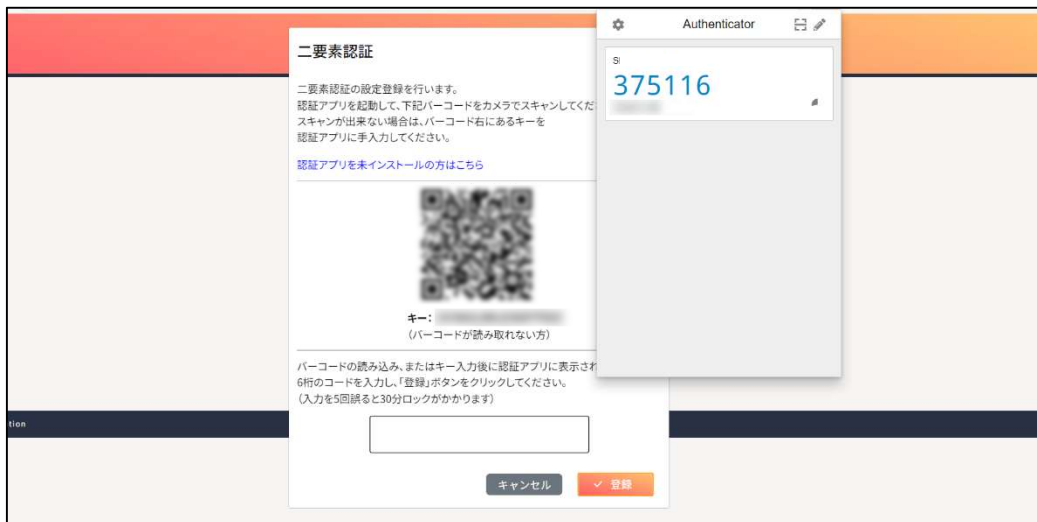 二要素認証
二要素認証の設定登録を行います。
認証アプリを起動して、下記バーコードをカメラでスキャンしてくだ
スキャンが出来ない場合は、バーコード右にあるキーを
認証アプリに手入力してください。
認証アプリを未インストールの方はこちら
キー：
（バーコードが読み取れない方）
バーコードの読み込み、またはキー入力後に認証アプリに表示され
6桁のコードを入力し、「登録」ボタンをクリックしてください。
（入力を5回誤ると30分ロックがかかります）
キャンセル
登録
Authenticator
SI
375116
tion